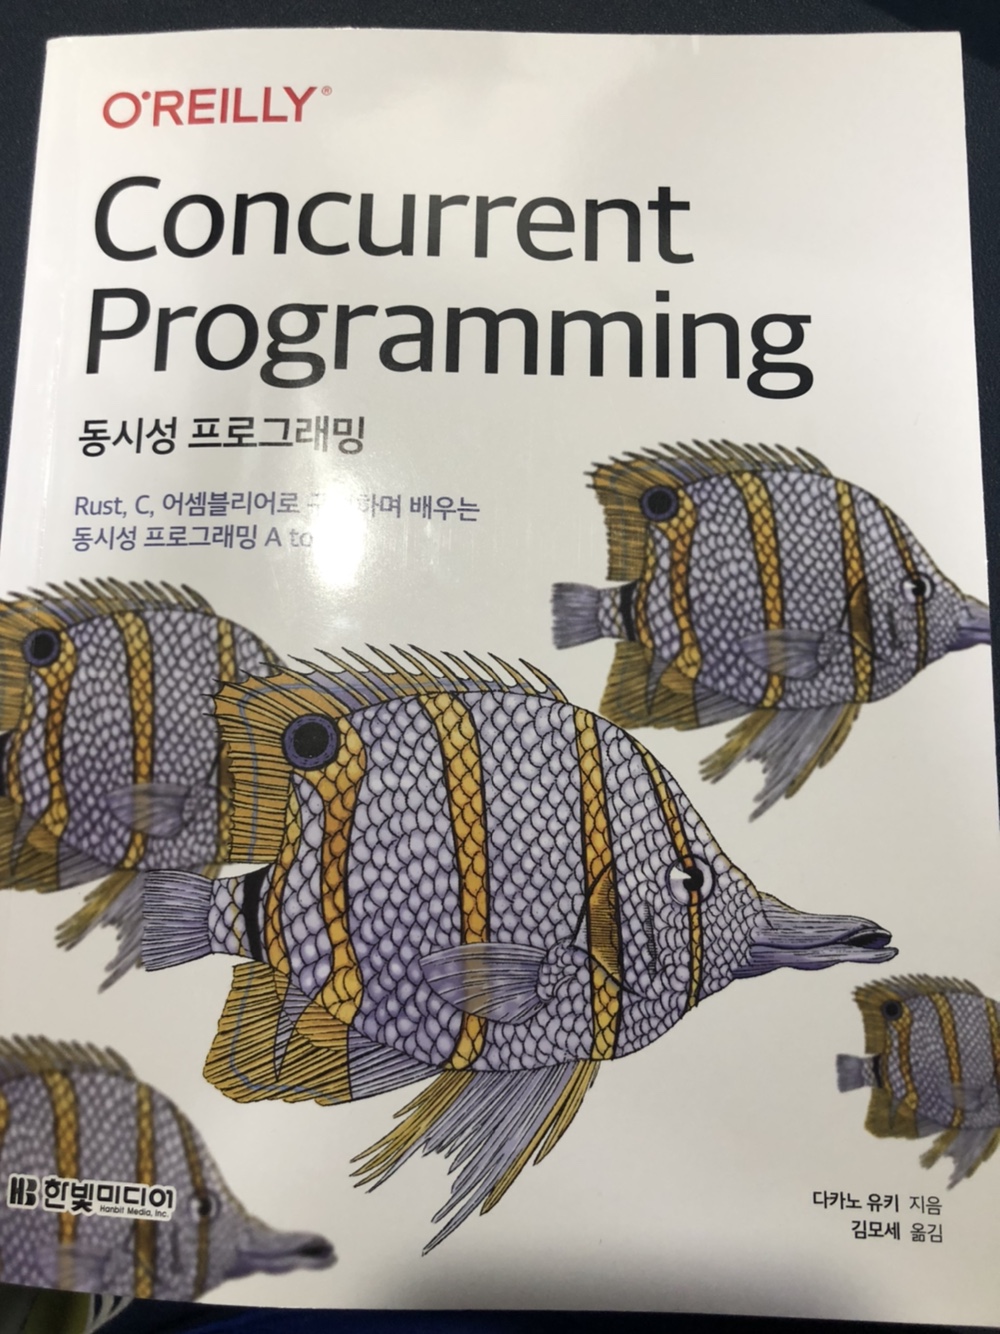 O'REILLY®
Concurrent
Programming
동시성 프로그래밍
Rust, C, 어셈블리어로 배우는
동시성 프로그래밍 A to
HB 한빛미디어
Hanbit Media, Inc.
다카노 유키 지음
김모세 옮김